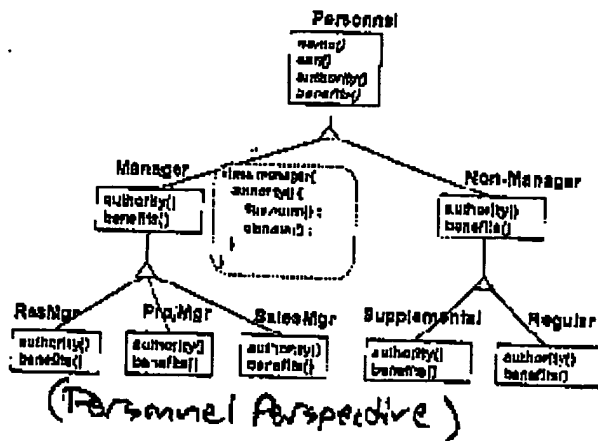 Personnel
name()
ssn()
authority()
benefits()
Manager
authority()
benefits()
class manager{
authority() {
}
}
Non-Manager
authority()
benefits()
ResMgr
authority()
benefits()
ProjMgr
authority()
benefits()
SalesMgr
authority()
benefits()
Supplemental
authority()
benefits()
Regular
authority()
benefits()
(Personnel Perspective)